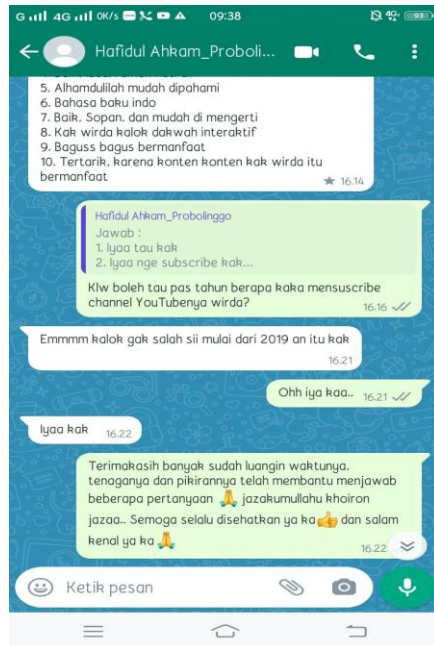 G 4G OK/s 09:38 4G 93
Hafidul Ahkam_Proboli...
5. Alhamdulilah mudah dipahami
6. Bahasa baku indo
7. Baik. Sopan. dan mudah di mengerti
8. Kak wirda kalok dakwah interaktif
9. Baguss bagus bermanfaat
10. Tertarik, karena konten konten kak wirda itu
bermanfaat
16.14
Hafidul Ahkam_Probolinggo
Jawab :
1. Iyaa tau kak
2. Iyaa nge subscribe kak...
Klw boleh tau pas tahun berapa kaka mensuscribe
channel YouTubenya wirda?
16.16
Emmmm kalok gak salah sii mulai dari 2019 an itu kak
16.21
Ohh iya kaa.. 16.21
Iyaa kak 16.22
Terimakasih banyak sudah luangin waktunya,
tenaganya dan pikirannya telah membantu menjawab
beberapa pertanyaan 🙏 jazakumullahu khoiron
jazaa.. Semoga selalu disehatkan ya ka👍 dan salam
kenal ya ka 🙏
16.22
Ketik pesan